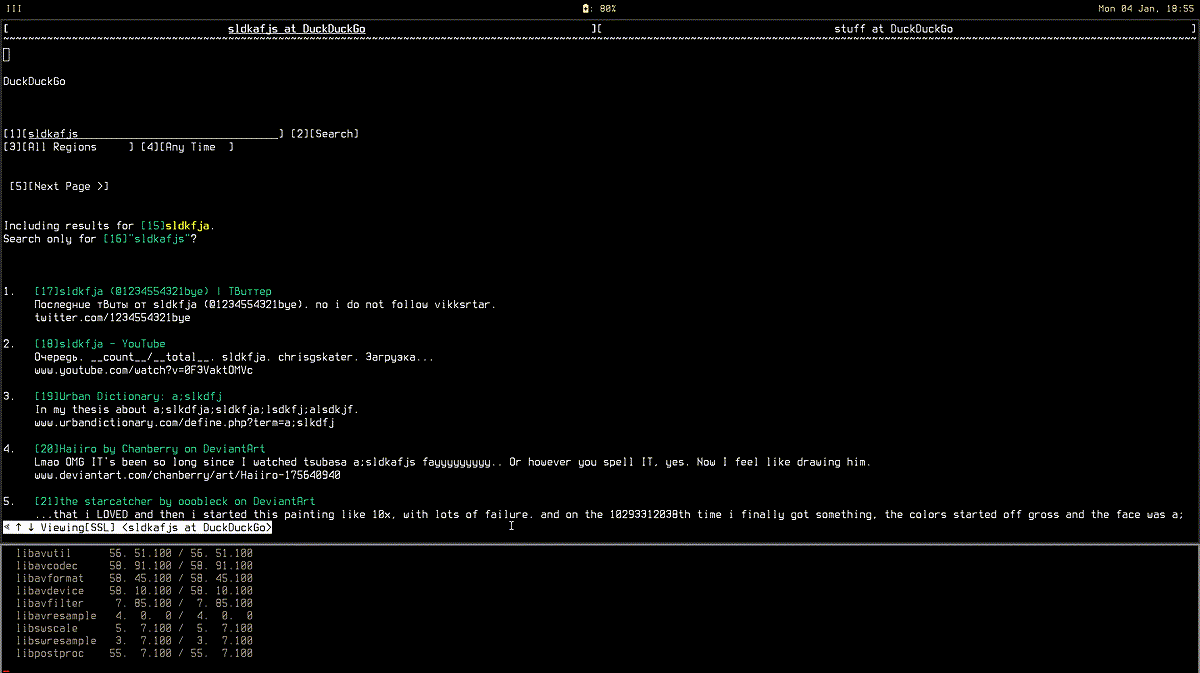 III : 80% Mon 04 Jan, 18:55
[ sldkafjs at DuckDuckGo ][ stuff at DuckDuckGo ]
DuckDuckGo
[1][sldkafjs________________________________] [2][Search]
[3][All Regions ] [4][Any Time ]
[5][Next Page >]
Including results for [15]sldkfja.
Search only for [16]"sldkafjs"?
1. [17]sldkfja (@1234554321bye) | Твиттер
Последние твиты от sldkfja (@1234554321bye). no i do not follow vikksrtar.
twitter.com/1234554321bye
2. [18]sldkfja - YouTube
Очередь. __count__/__total__. sldkfja. chrisgskater. Загрузка...
www.youtube.com/watch?v=0F3VaktOMVc
3. [19]Urban Dictionary: a;slkdfj
In my thesis about a;slkdfja;sldkfja;lsdkfj;alsdkjf.
www.urbandictionary.com/define.php?term=a;slkdfj
4. [20]Haiiro by Chanberry on DeviantArt
Lmao OMG IT's been so long since I watched tsubasa a;sldkafjs fayyyyyyyyy.. Or however you spell IT, yes. Now I feel like drawing him.
www.deviantart.com/chanberry/art/Haiiro-175640940
5. [21]the starcatcher by ooobleck on DeviantArt
...that i LOVED and then i started this painting like 10x, with lots of failure. and on the 10293312038th time i finally got something, the colors started off gross and the face was a;
<↑↓ Viewing[SSL] <sldkafjs at DuckDuckGo>
libavutil 56. 51.100 / 56. 51.100
libavcodec 58. 91.100 / 58. 91.100
libavformat 58. 45.100 / 58. 45.100
libavdevice 58. 10.100 / 58. 10.100
libavfilter 7. 85.100 / 7. 85.100
libavresample 4. 0. 0 / 4. 0. 0
libswscale 5. 7.100 / 5. 7.100
libswresample 3. 7.100 / 3. 7.100
libpostproc 55. 7.100 / 55. 7.100